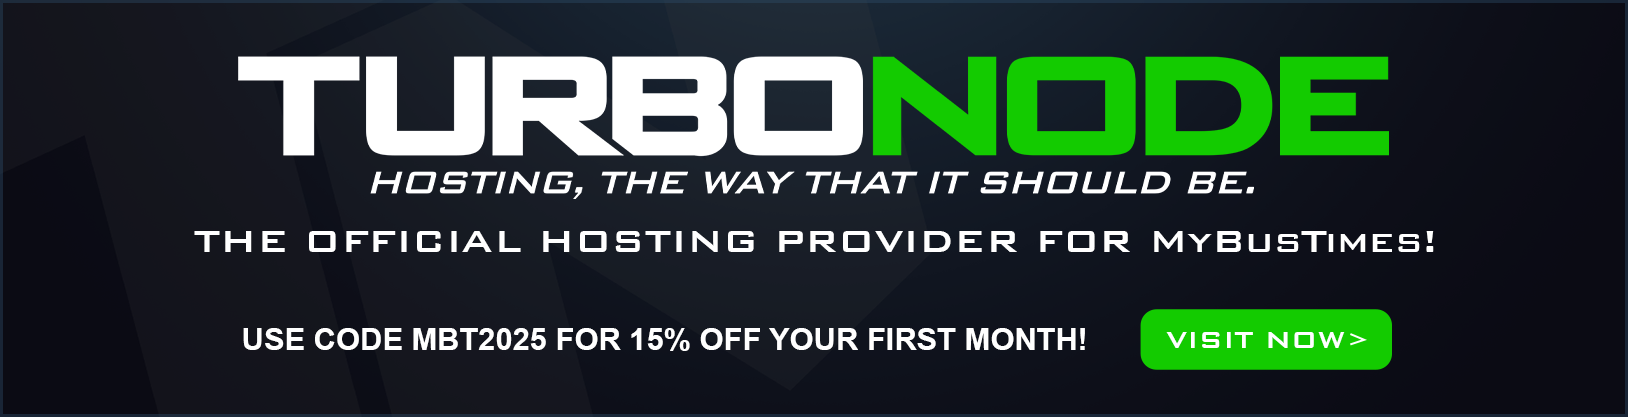 TURBONODE
HOSTING, THE WAY THAT IT SHOULD BE.
THE OFFICIAL HOSTING PROVIDER FOR MYBUSTIMES!
USE CODE MBT2025 FOR 15% OFF YOUR FIRST MONTH!
VISIT NOW>